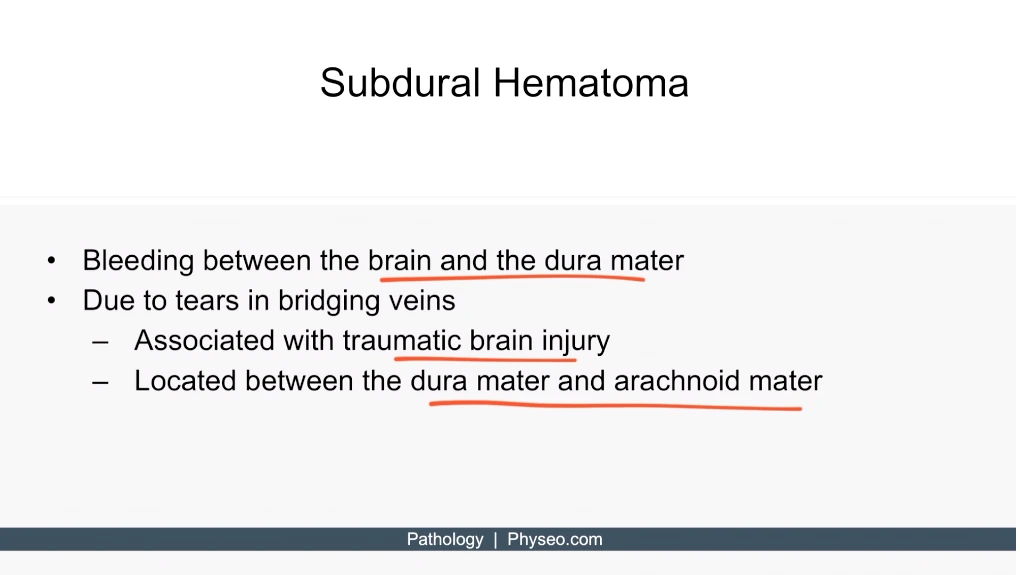 Subdural Hematoma
• Bleeding between the brain and the dura mater
• Due to tears in bridging veins
– Associated with traumatic brain injury
– Located between the dura mater and arachnoid mater
Pathology | Physeo.com